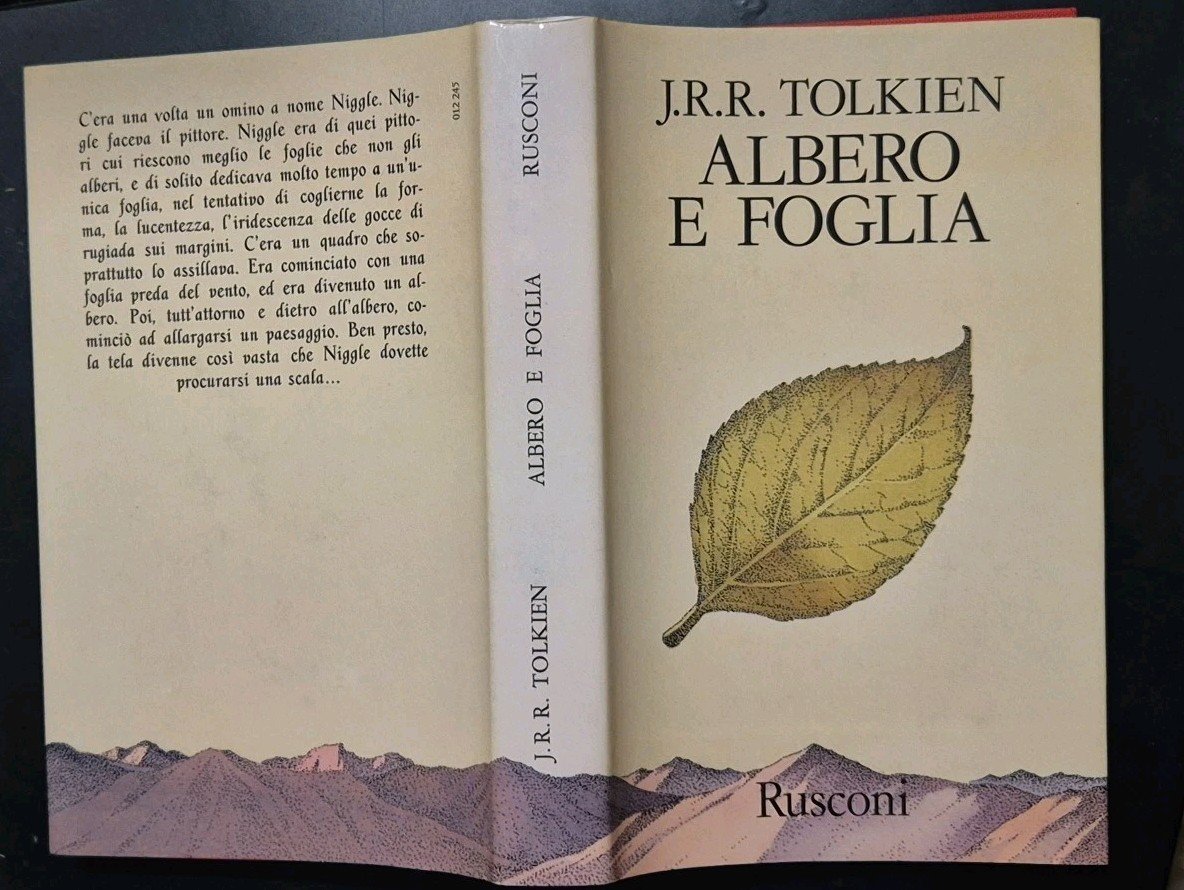 C'era una volta un omino a nome Niggle. Nig-
gle faceva il pittore. Niggle era di quei pitto-
ri cui riescono meglio le foglie che non gli
alberi, e di solito dedicava molto tempo a un'u-
nica foglia, nel tentativo di coglierne la for-
ma, la lucentezza, l'iridescenza delle gocce di
rugiada sui margini. C'era un quadro che so-
prattutto lo assillava. Era cominciato con una
foglia preda del vento, ed era divenuto un al-
bero. Poi, tutt'attorno e dietro all'albero, co-
minciò ad allargarsi un paesaggio. Ben presto,
la tela divenne così vasta che Niggle dovette
procurarsi una scala...
012 245
J.R.R. TOLKIEN ALBERO E FOGLIA RUSCONI
J.R.R. TOLKIEN
ALBERO
E FOGLIA
Rusconi